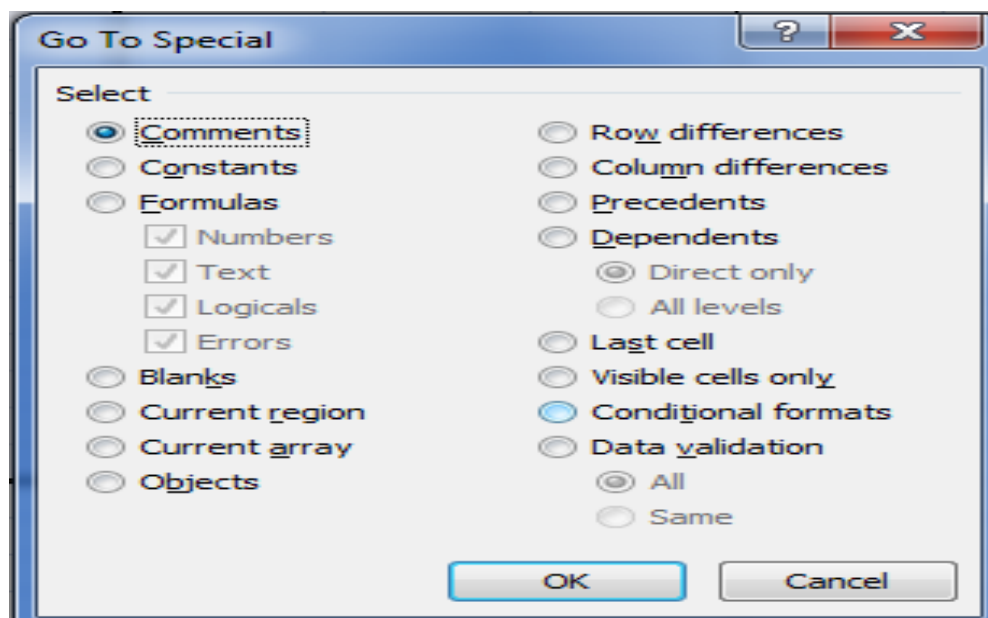 Go To Special
Select
Comments
Constants
Formulas
Numbers
Text
Logicals
Errors
Blanks
Current region
Current array
Objects
Row differences
Column differences
Precedents
Dependents
Direct only
All levels
Last cell
Visible cells only
Conditional formats
Data validation
All
Same
OK
Cancel